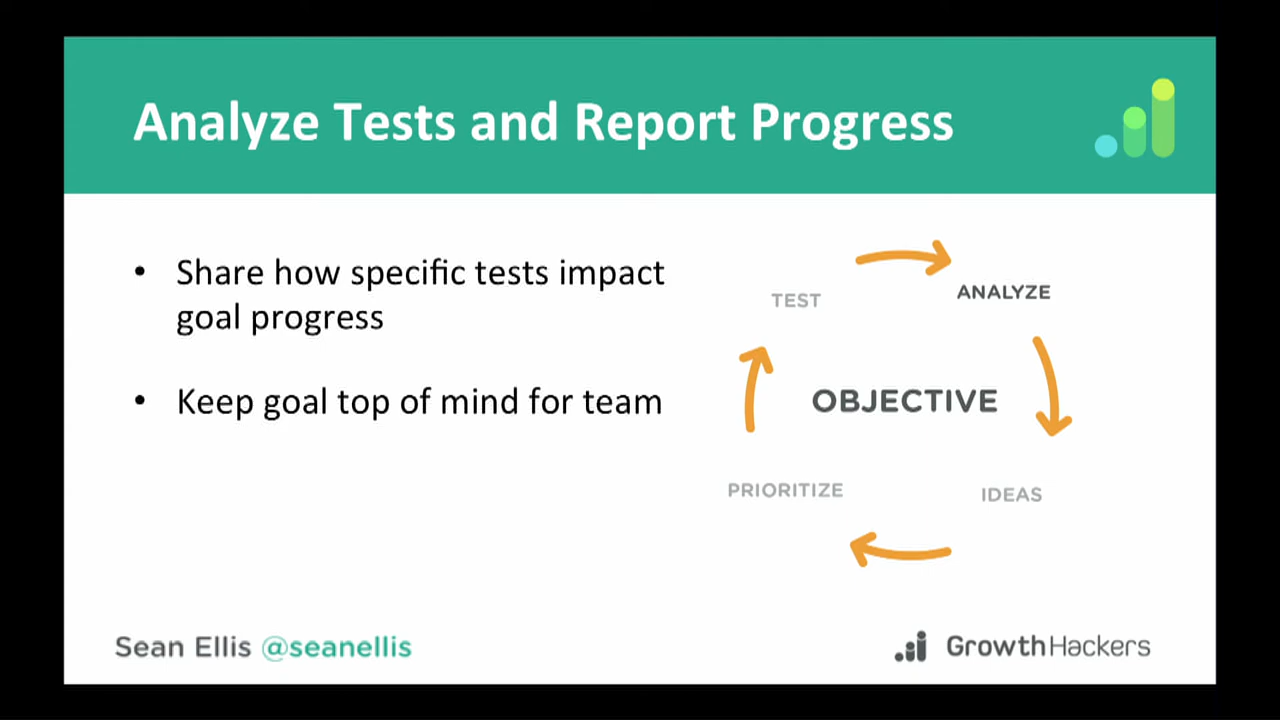 Analyze Tests and Report Progress
• Share how specific tests impact
goal progress
• Keep goal top of mind for team
TEST
ANALYZE
OBJECTIVE
PRIORITIZE
IDEAS
Sean Ellis @seanellis
GrowthHackers